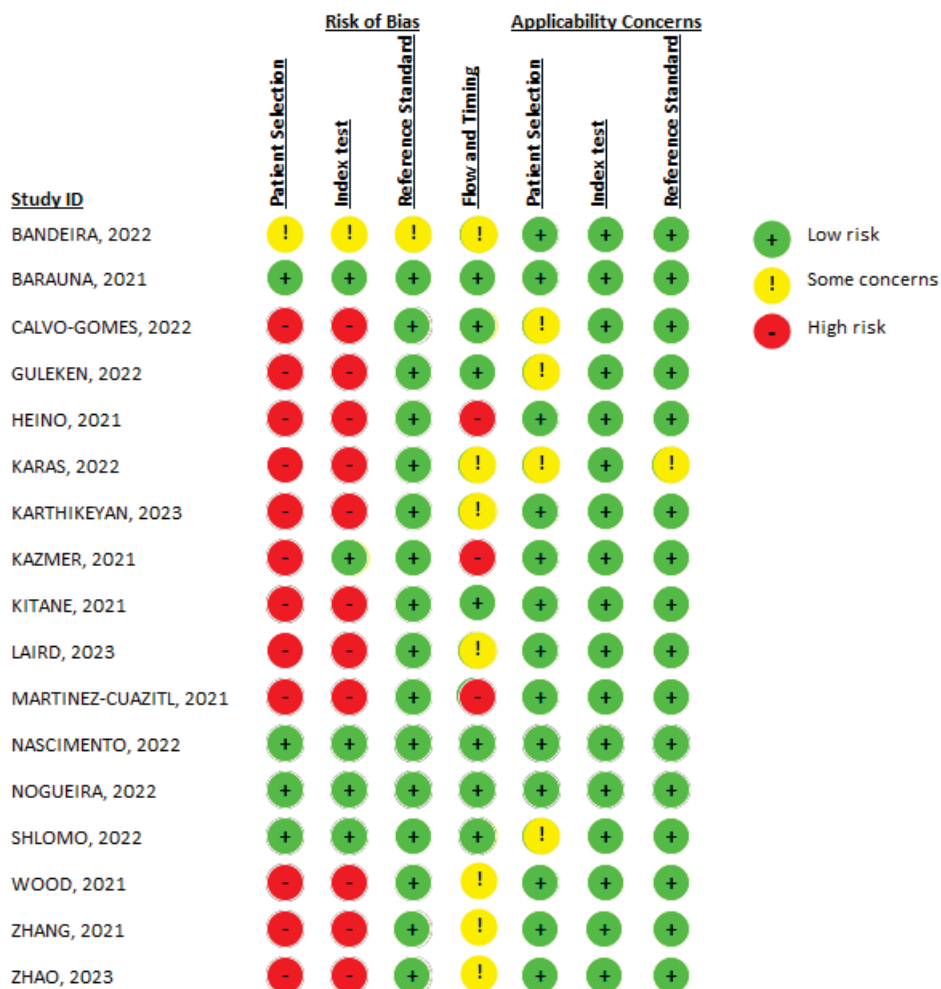 Risk of Bias
Applicability Concerns
Patient Selection
Index test
Reference Standard
Flow and Timing
Patient Selection
Index test
Reference Standard
Study ID
BANDEIRA, 2022 ! ! ! ! + + +
BARAUNA, 2021 + + + + + + +
CALVO-GOMES, 2022 - - + + ! + +
GULEKEN, 2022 - - + + ! + +
HEINO, 2021 - - + - + + +
KARAS, 2022 - - + ! ! + !
KARTHIKEYAN, 2023 - - + ! + + +
KAZMER, 2021 - + + - + + +
KITANE, 2021 - - + + + + +
LAIRD, 2023 - - + ! + + +
MARTINEZ-CUAZITL, 2021 - - + - + + +
NASCIMENTO, 2022 + + + + + + +
NOGUEIRA, 2022 + + + + + + +
SHLOMO, 2022 + + + + ! + +
WOOD, 2021 - - + ! + + +
ZHANG, 2021 - - + ! + + +
ZHAO, 2023 - - + ! + + +
+ Low risk
! Some concerns
- High risk